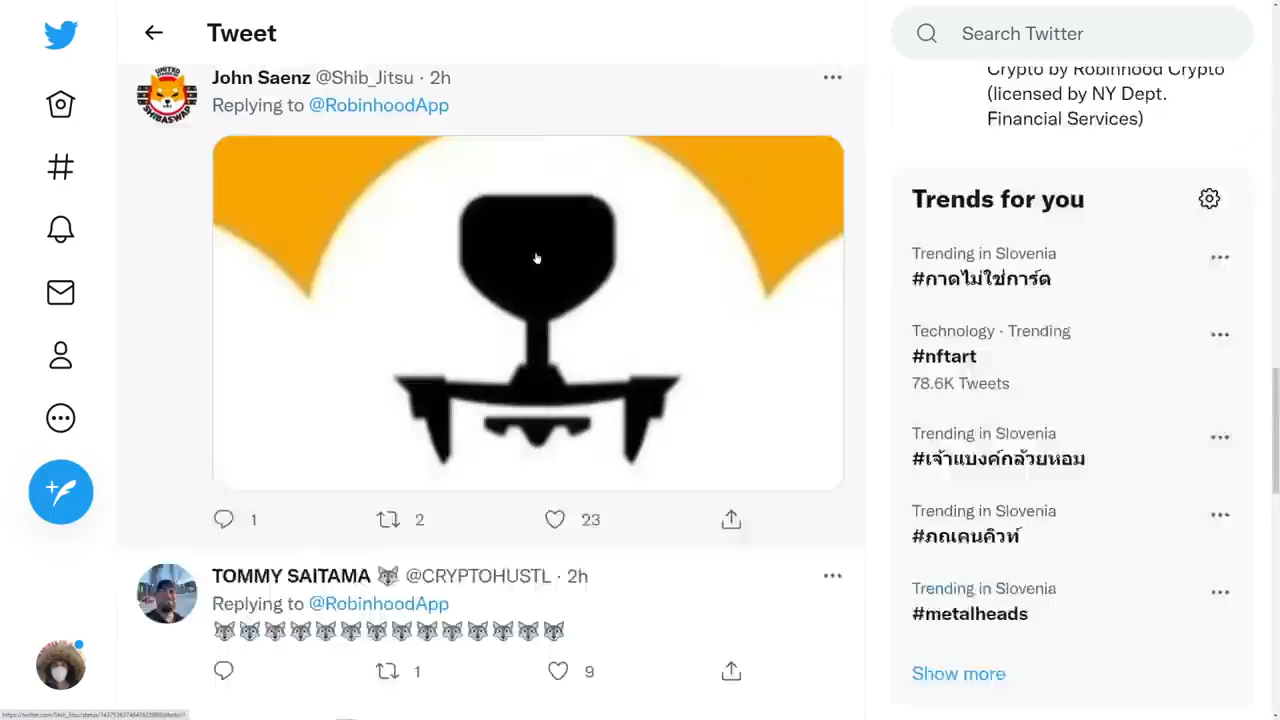 Tweet
Search Twitter
John Saenz @Shib_Jitsu · 2h
Replying to @RobinhoodApp
UNITED
SHIBASWAP
1
2
23
TOMMY SAITAMA 🐺 @CRYPTOHUSTL · 2h
Replying to @RobinhoodApp
🐺🐺🐺🐺🐺🐺🐺🐺🐺🐺🐺🐺🐺🐺
1
9
Crypto by Robinhood Crypto
(licensed by NY Dept.
Financial Services)
Trends for you
Trending in Slovenia
#กาดไม่ใช่การ์ด
Technology · Trending
#nftart
78.6K Tweets
Trending in Slovenia
#เจ้าแบงค์กล้วยหอม
Trending in Slovenia
#ภณเคนคิวท์
Trending in Slovenia
#metalheads
Show more